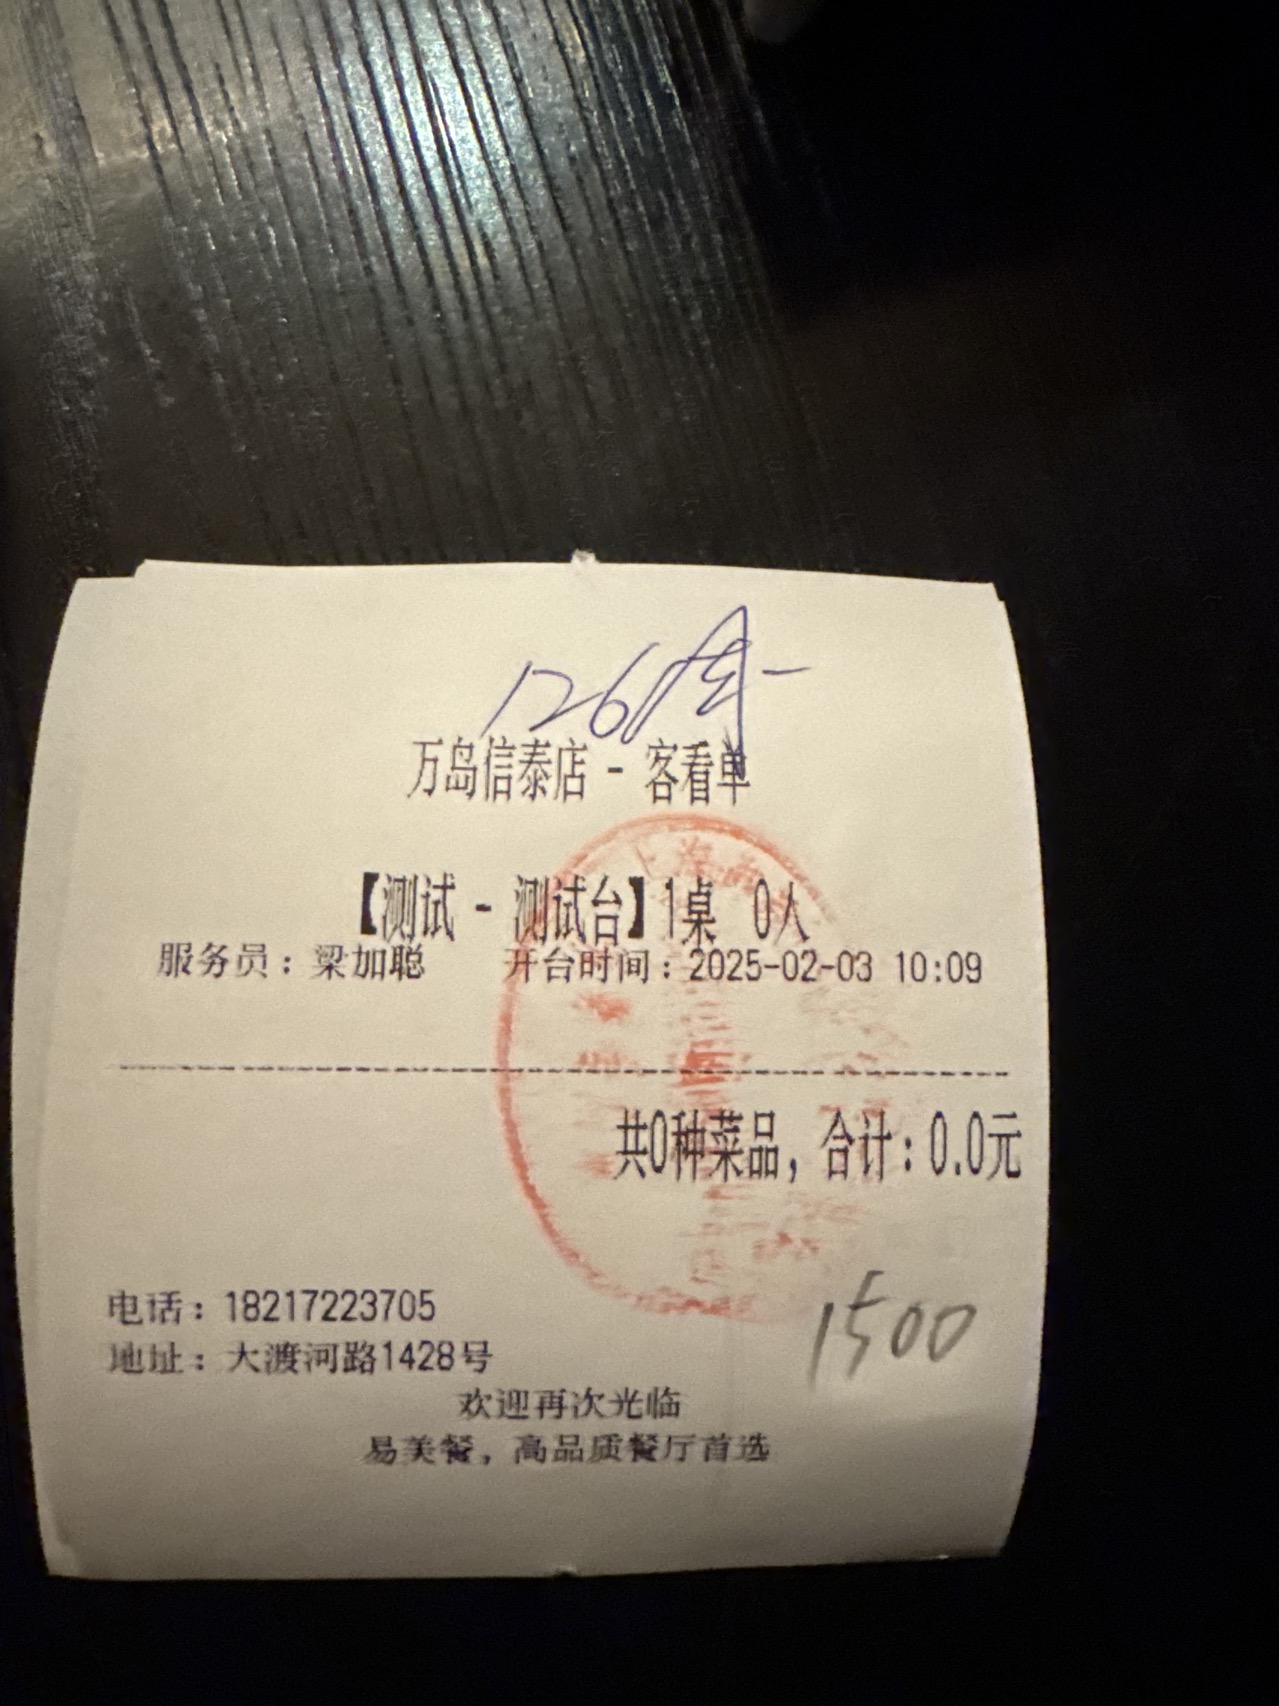 126
万岛信泰店 - 客看单
【测试 - 测试台】1桌 0人
服务员：梁加聪 开台时间：2025-02-03 10:09
共0种菜品，合计：0.0元
1500
电话：18217223705
地址：大渡河路1428号
欢迎再次光临
易美餐，高品质餐厅首选
上海